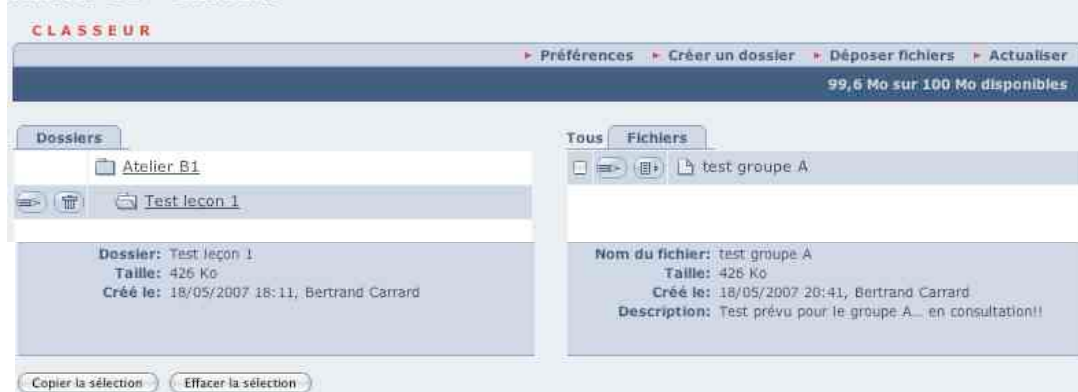 CLASSEUR
Préférences Créer un dossier Déposer fichiers Actualiser
99,6 Mo sur 100 Mo disponibles
Dossiers
Atelier B1
Test leçon 1
Dossier: Test leçon 1
Taille: 426 Ko
Créé le: 18/05/2007 18:11, Bertrand Carrard
Tous Fichiers
test groupe A
Nom du fichier: test groupe A
Taille: 426 Ko
Créé le: 18/05/2007 20:41, Bertrand Carrard
Description: Test prévu pour le groupe A... en consultation!!
Copier la sélection Effacer la sélection